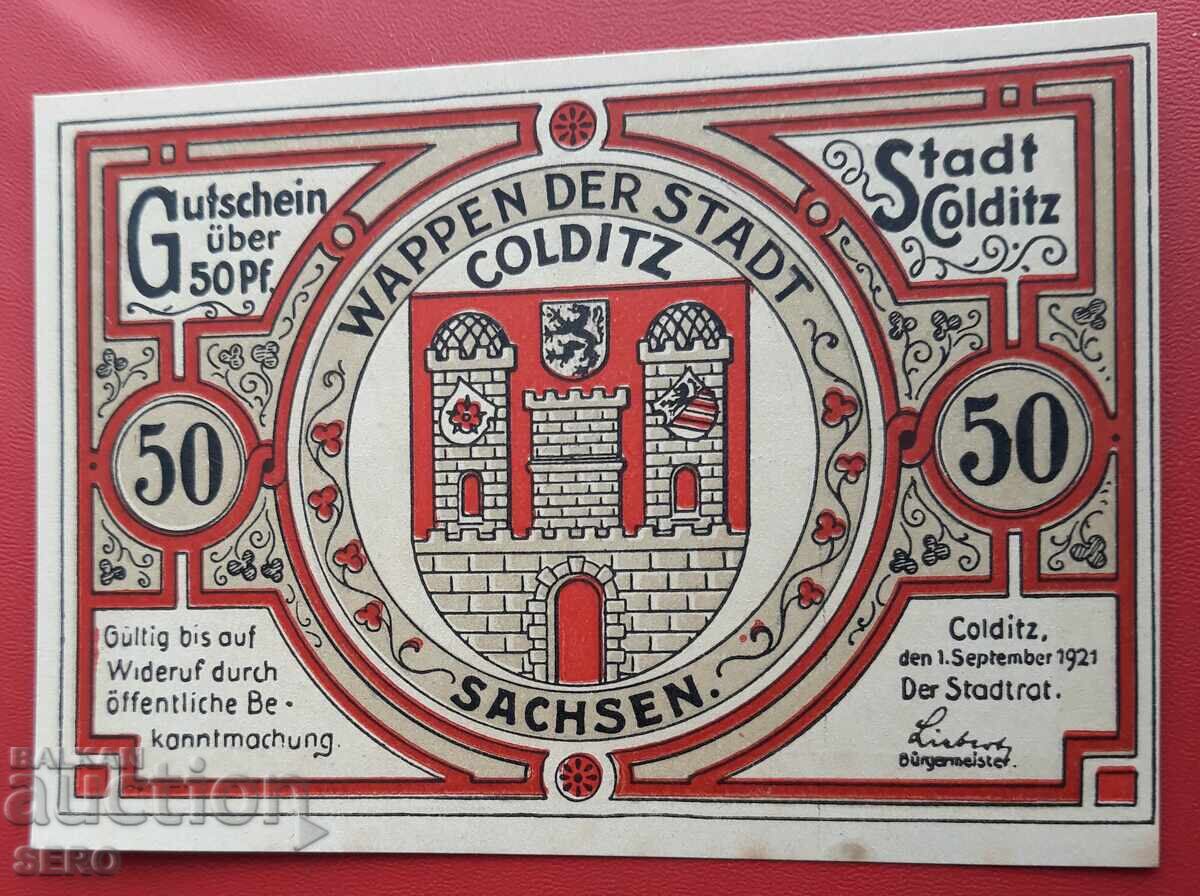 Gutschein
über
50 Pf.
WAPPEN DER STADT
COLDITZ
Stadt
Colditz
50
50
Gültig bis auf
Wideruf durch
öffentliche Be-
kanntmachung.
SACHSEN.
Colditz,
den 1. September 1921
Der Stadtrat.
Bürgermeister.
BALKAN
auction
SERO